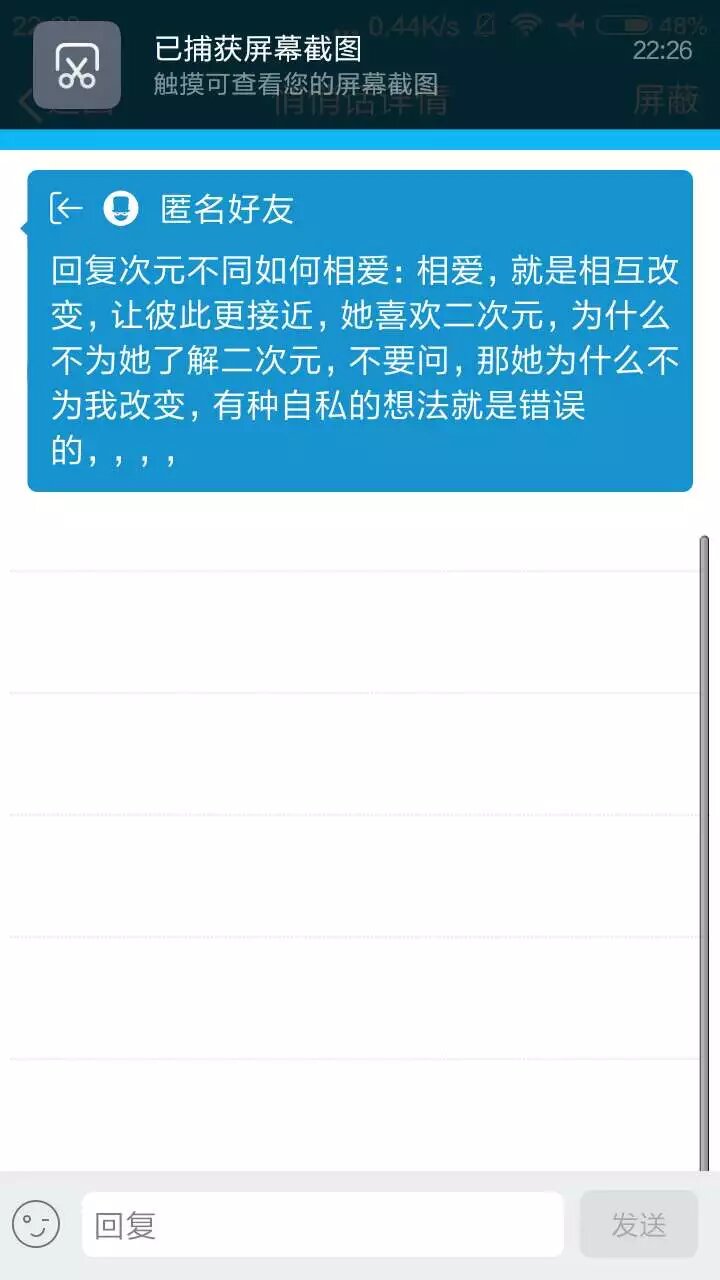 0.44K/s 48%
已捕获屏幕截图
22:26
触摸可查看您的屏幕截图
悄悄话详情
屏蔽
匿名好友
回复次元不同如何相爱：相爱，就是相互改
变，让彼此更接近，她喜欢二次元，为什么
不为她了解二次元，不要问，那她为什么不
为我改变，有种自私的想法就是错误
的，，，，
回复
发送